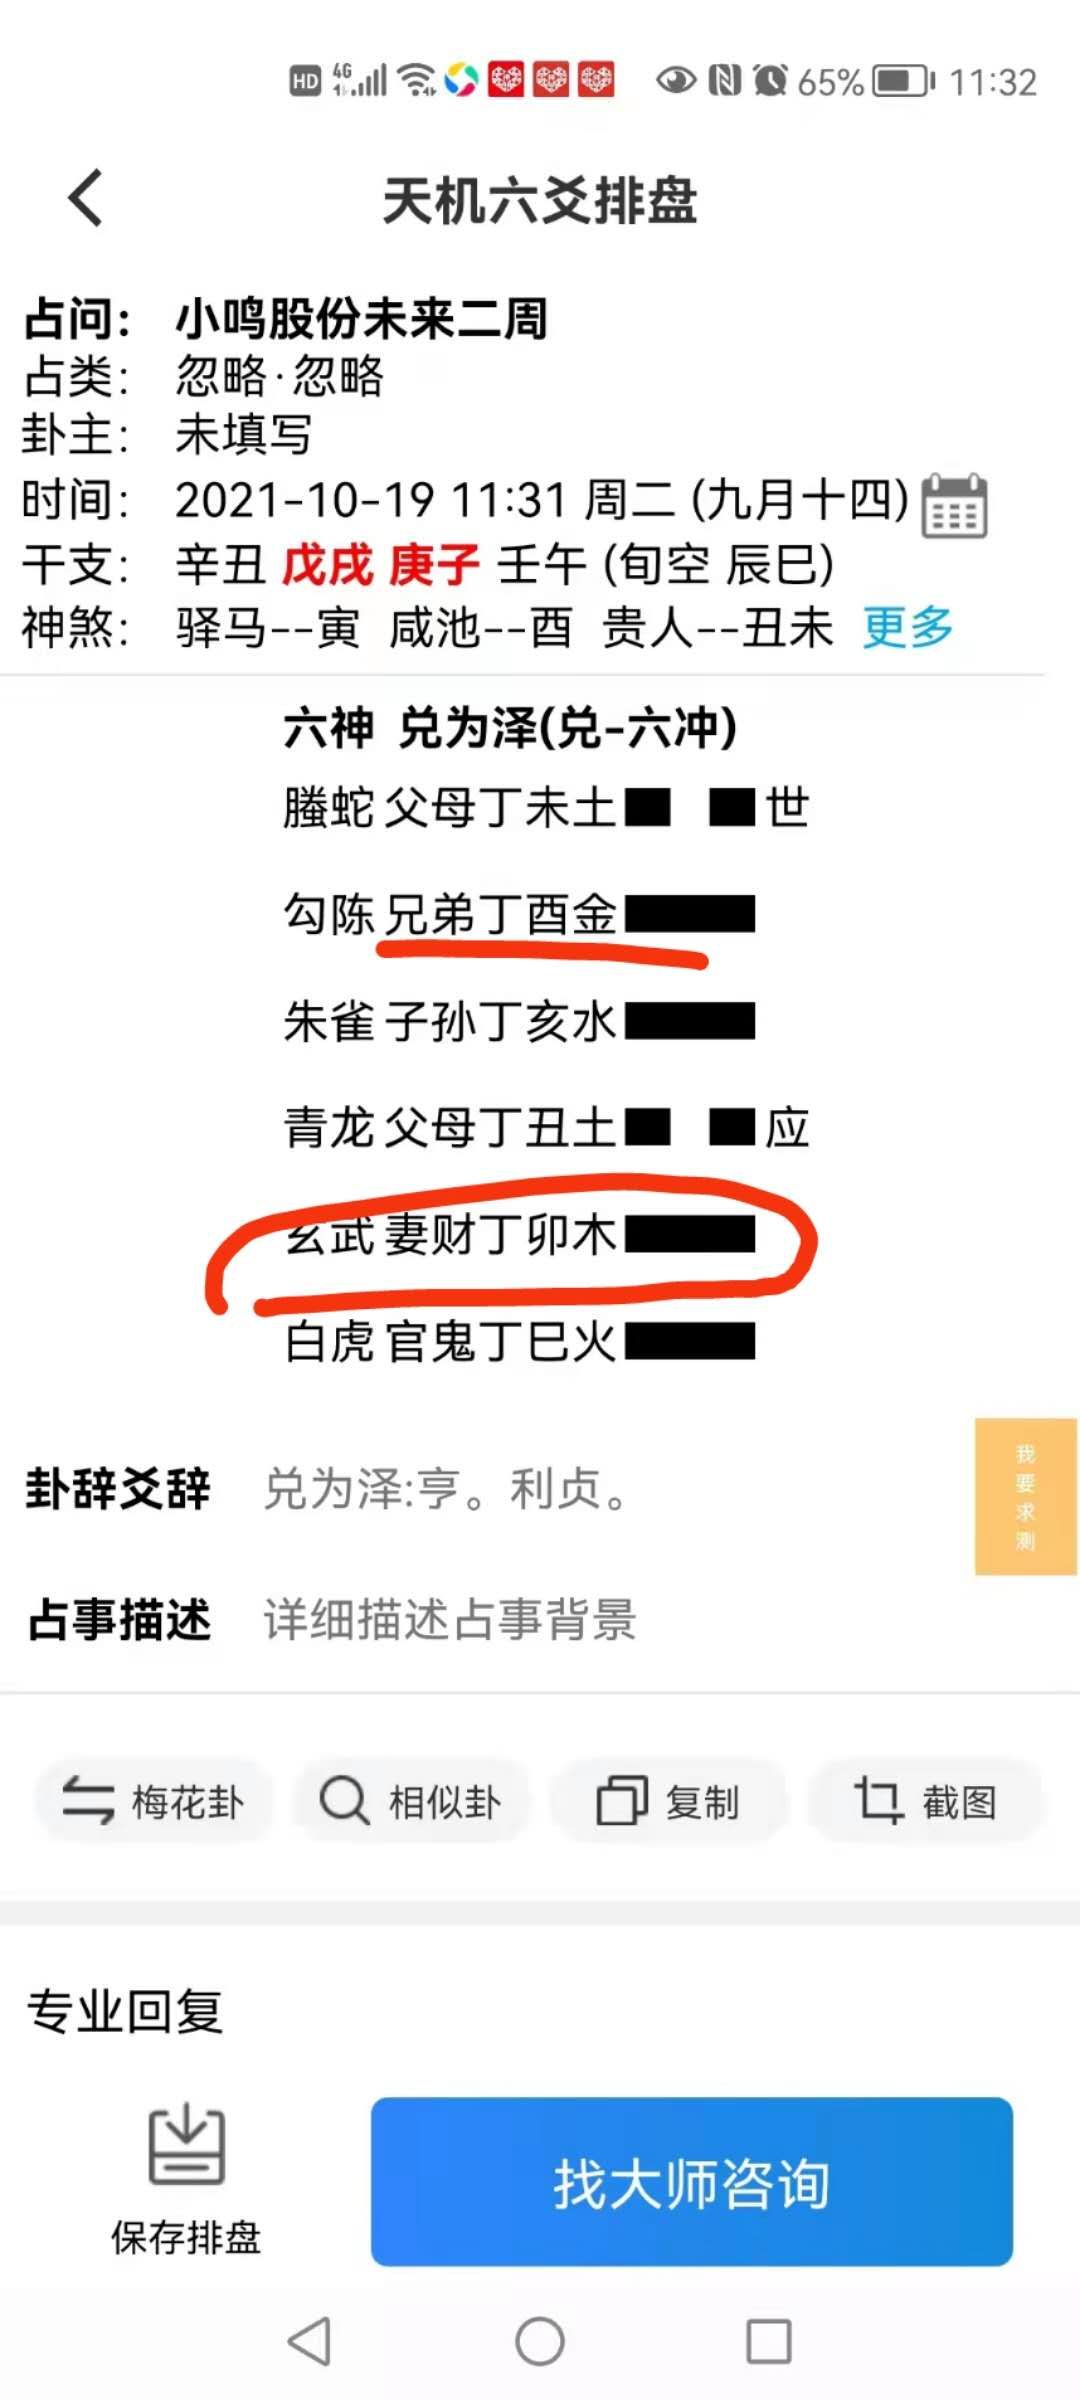 HD 4G 65% 11:32
天机六爻排盘
占问: 小鸣股份未来二周
占类: 忽略·忽略
卦主: 未填写
时间: 2021-10-19 11:31 周二 (九月十四)
干支: 辛丑 戊戌 庚子 壬午 (旬空 辰巳)
神煞: 驿马--寅 咸池--酉 贵人--丑未 更多
六神 兑为泽(兑-六冲)
螣蛇 父母丁未土 世
勾陈 兄弟丁酉金
朱雀 子孙丁亥水
青龙 父母丁丑土 应
玄武 妻财丁卯木
白虎 官鬼丁巳火
卦辞爻辞 兑为泽:亨。利贞。
我要求测
占事描述 详细描述占事背景
梅花卦 相似卦 复制 截图
专业回复
保存排盘 找大师咨询